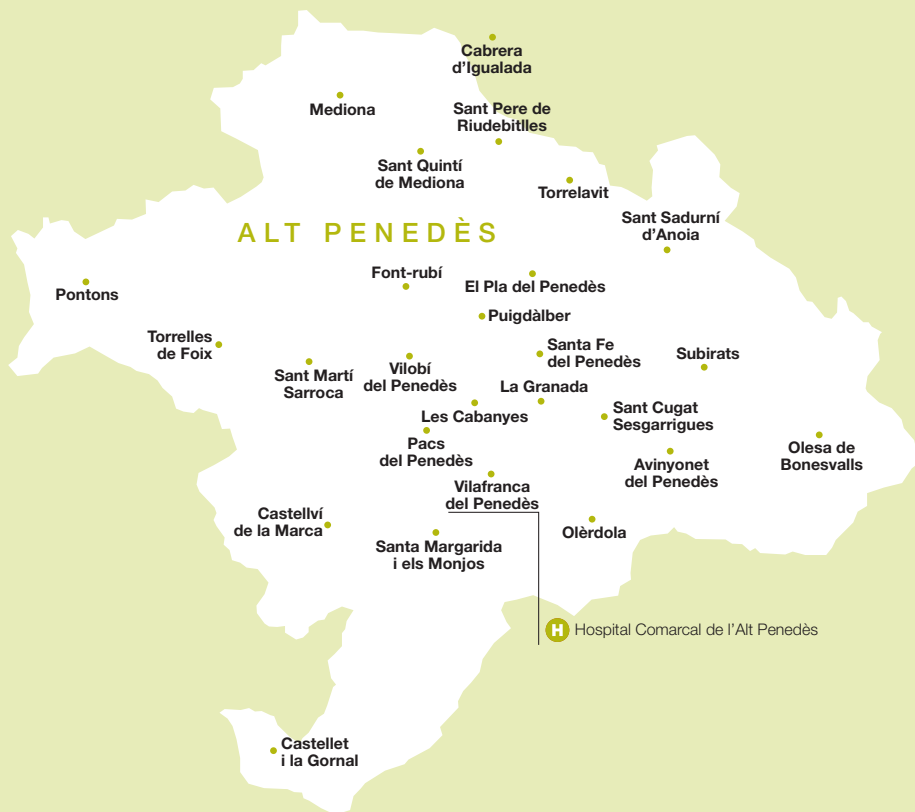 Cabrera
d’Igualada
Mediona
Sant Pere de
Riudebitlles
Sant Quintí
de Mediona
Torrelavit
Sant Sadurní
d’Anoia
ALT PENEDÈS
Font-rubí
El Pla del Penedès
Pontons
Puigdàlber
Torrelles
de Foix
Santa Fe
del Penedès
Subirats
Sant Martí
Sarroca
Vilobí
del Penedès
La Granada
Les Cabanyes
Sant Cugat
Sesgarrigues
Pacs
del Penedès
Olesa de
Bonesvalls
Avinyonet
del Penedès
Vilafranca
del Penedès
Castellví
de la Marca
Olèrdola
Santa Margarida
i els Monjos
H Hospital Comarcal de l’Alt Penedès
Castellet
i la Gornal